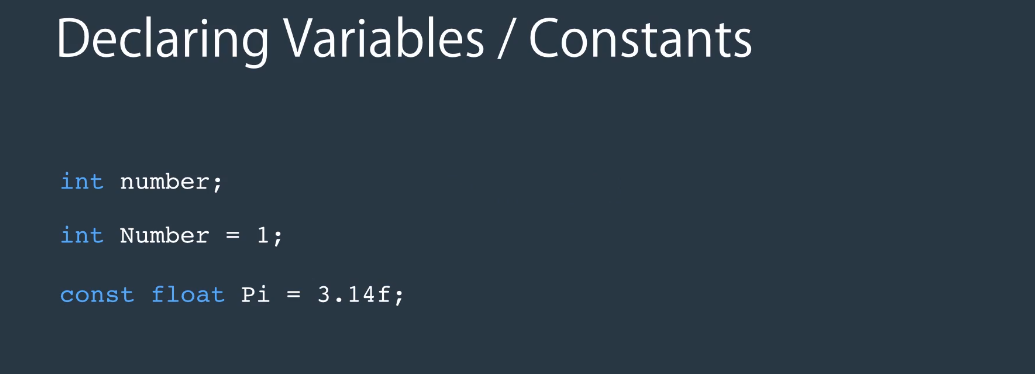 Declaring Variables / Constants
int number;
int Number = 1;
const float Pi = 3.14f;